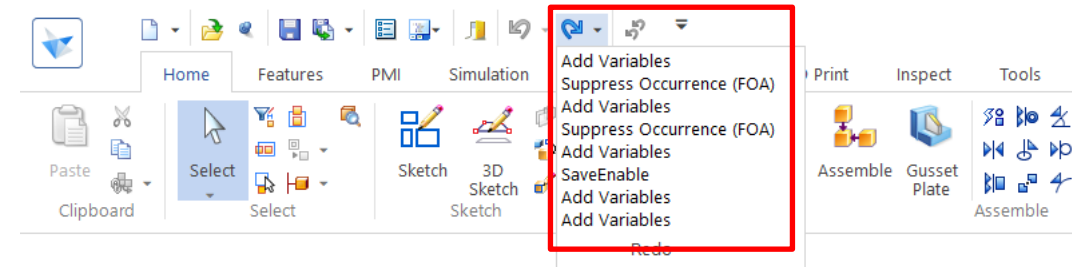 Home Features PMI Simulation Print Inspect Tools
Add Variables
Suppress Occurrence (FOA)
Add Variables
Suppress Occurrence (FOA)
Add Variables
SaveEnable
Add Variables
Add Variables
Redo
Paste
Clipboard
Select
Select
Sketch
3D
Sketch
Sketch
Assemble
Gusset
Plate
Assemble